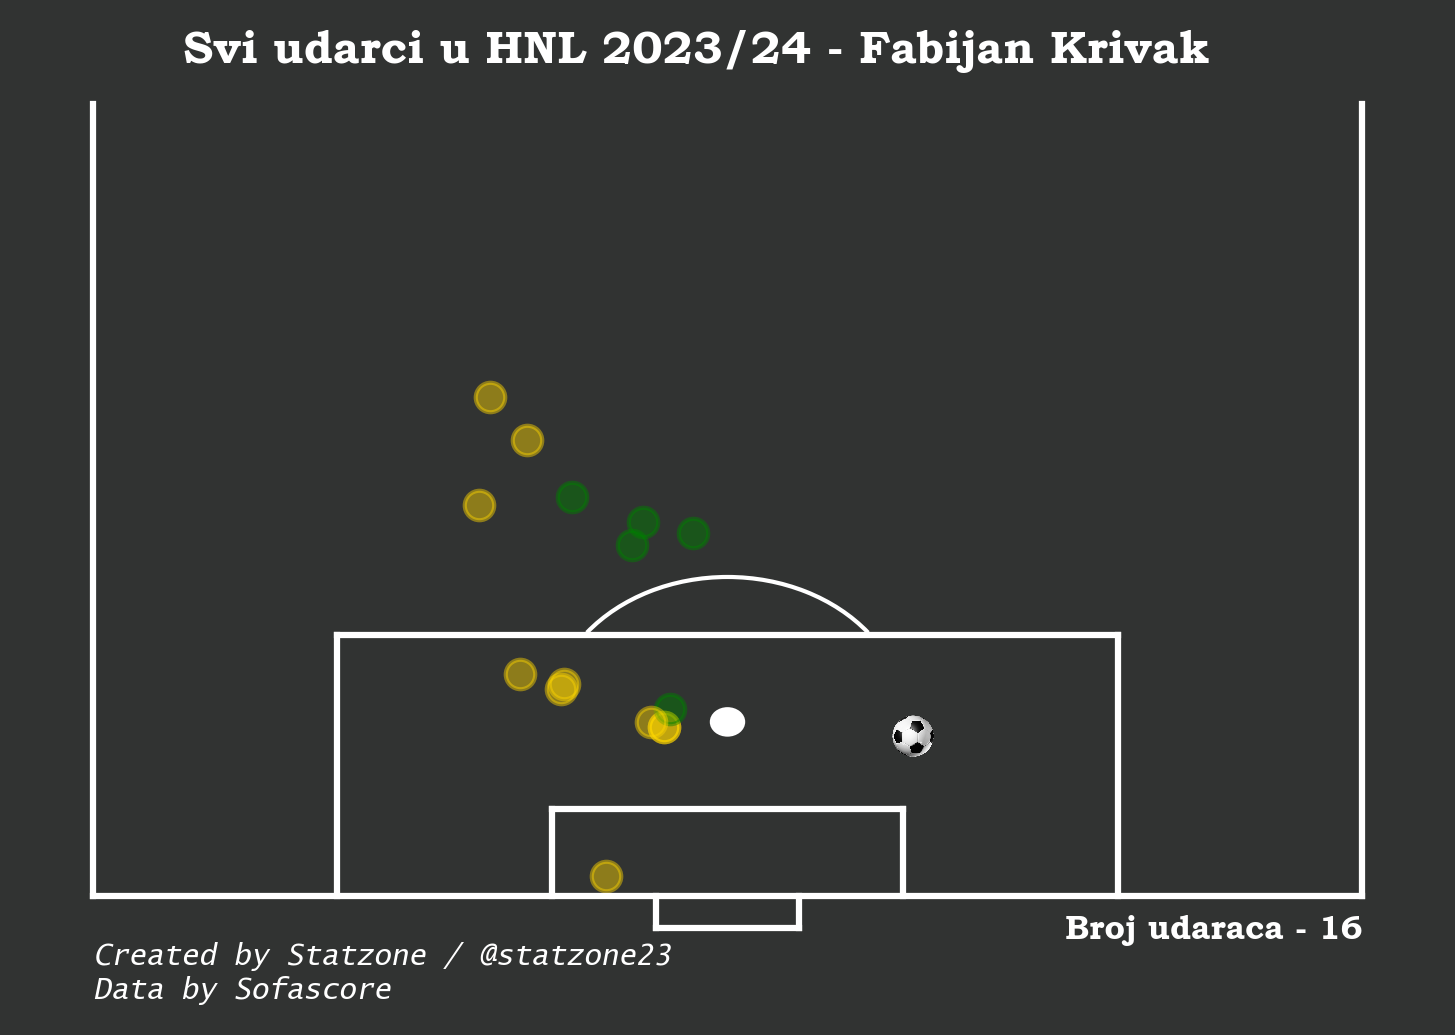 Svi udarci u HNL 2023/24 - Fabijan Krivak
Broj udaraca - 16
Created by Statzone / @statzone23
Data by Sofascore